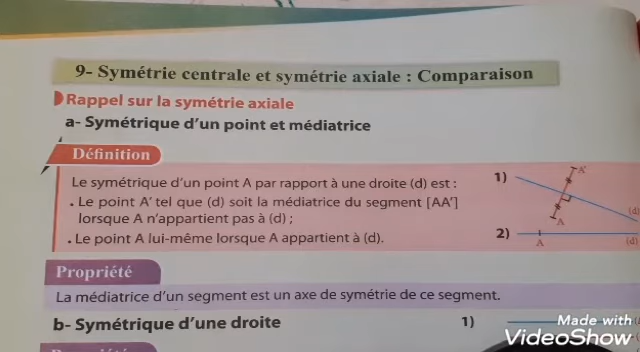 9- Symétrie centrale et symétrie axiale : Comparaison
Rappel sur la symétrie axiale
a- Symétrique d'un point et médiatrice
Définition
Le symétrique d'un point A par rapport à une droite (d) est :
• Le point A' tel que (d) soit la médiatrice du segment [AA']
lorsque A n'appartient pas à (d) ;
• Le point A lui-même lorsque A appartient à (d).
1)
A'
A
(d)
2)
A
(d)
Propriété
La médiatrice d'un segment est un axe de symétrie de ce segment.
b- Symétrique d'une droite
1)
Made with
VideoShow